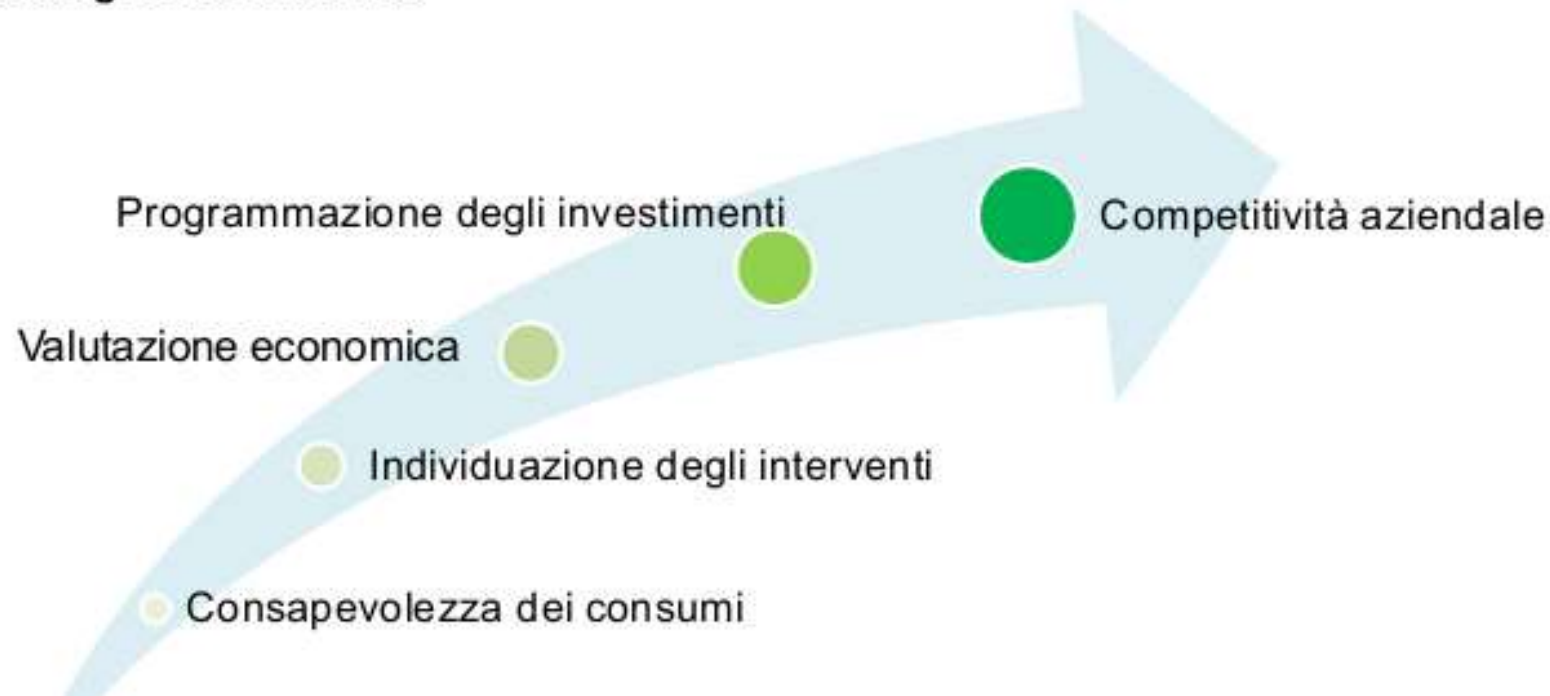 Programmazione degli investimenti
Competitività aziendale
Valutazione economica
Individuazione degli interventi
Consapevolezza dei consumi